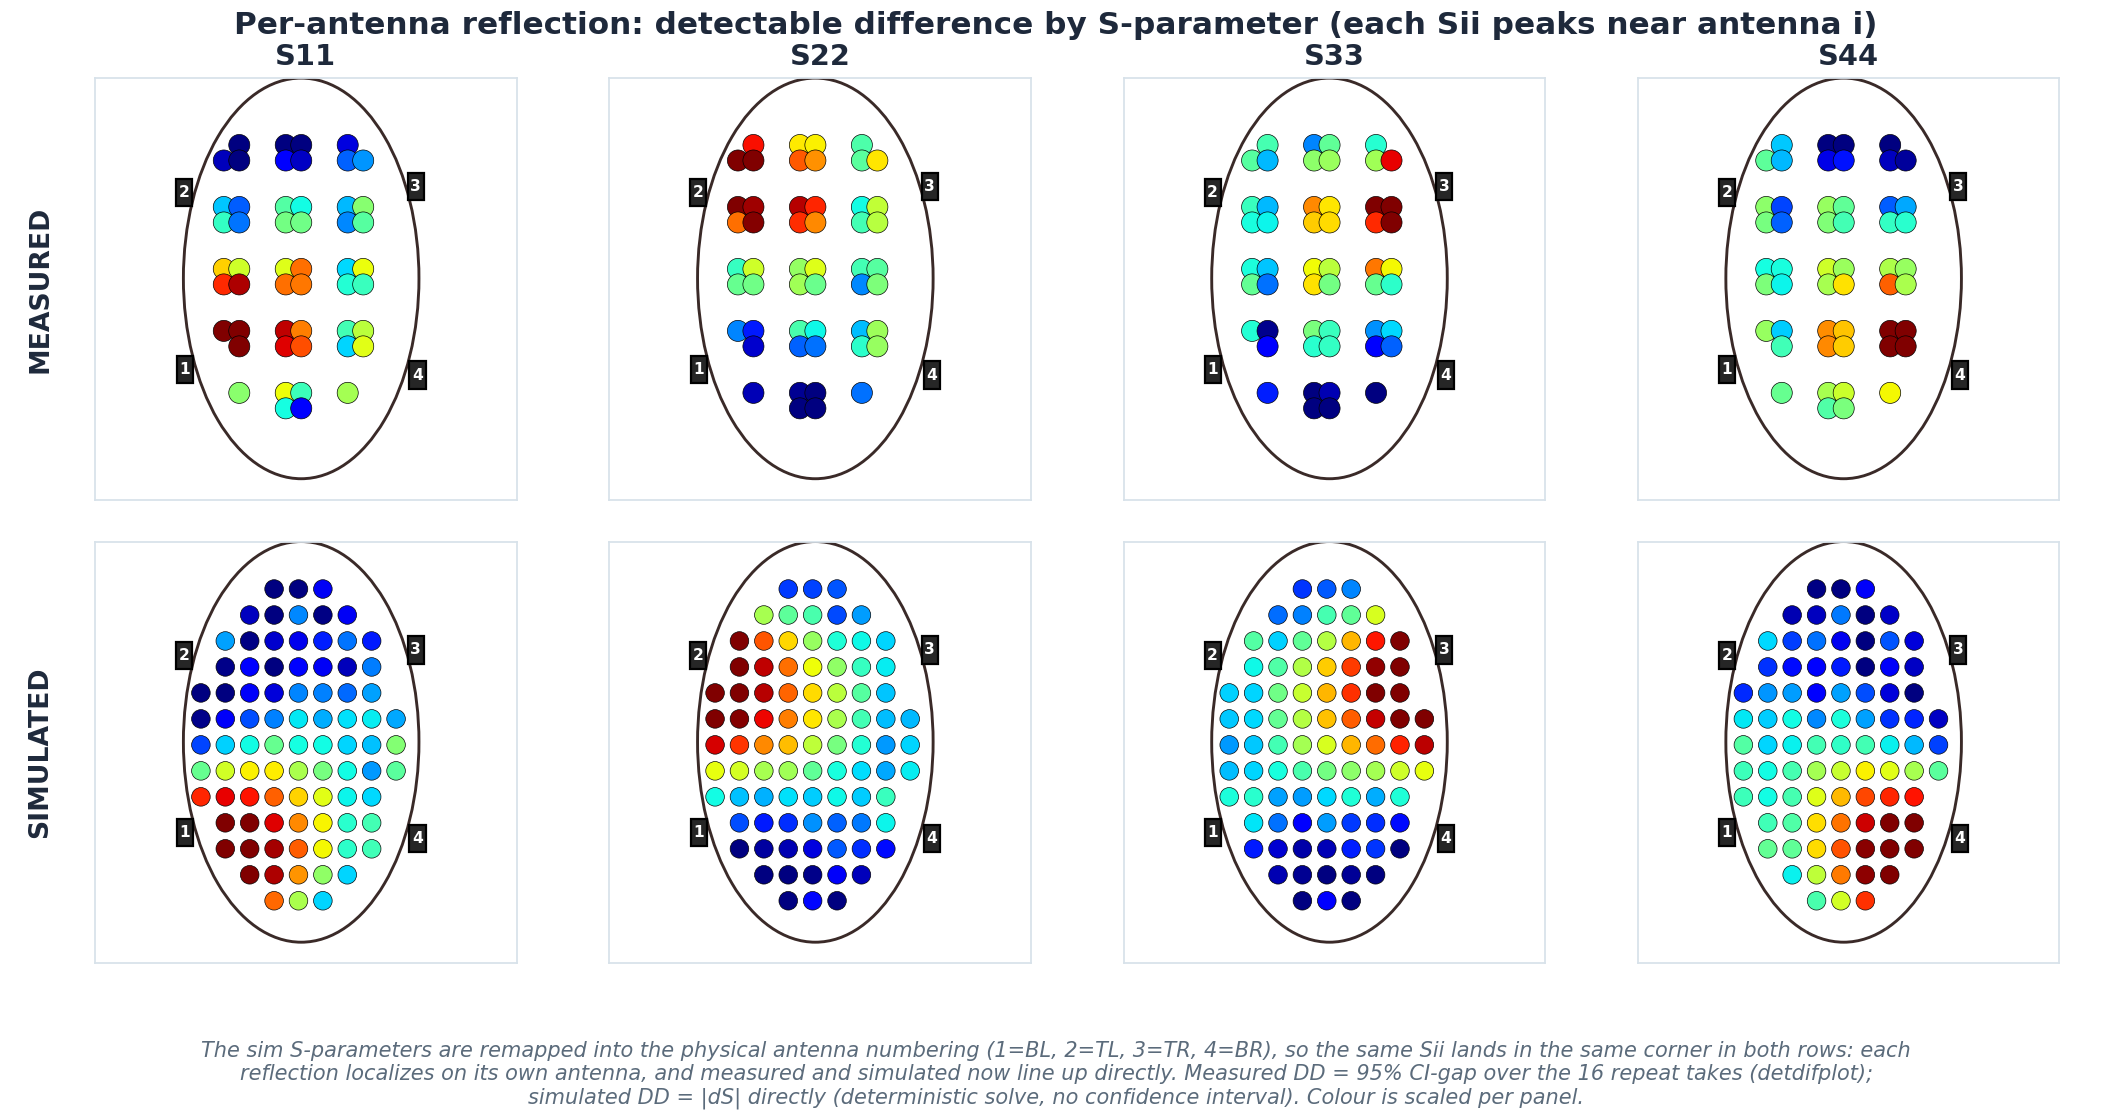 Per-antenna reflection: detectable difference by S-parameter (each Sii peaks near antenna i)
S11 S22 S33 S44
MEASURED
2 3 2 3 2 3 2 3
1 4 1 4 1 4 1 4
SIMULATED
2 3 2 3 2 3 2 3
1 4 1 4 1 4 1 4
The sim S-parameters are remapped into the physical antenna numbering (1=BL, 2=TL, 3=TR, 4=BR), so the same Sii lands in the same corner in both rows: each
reflection localizes on its own antenna, and measured and simulated now line up directly. Measured DD = 95% CI-gap over the 16 repeat takes (detdifplot);
simulated DD = |dS| directly (deterministic solve, no confidence interval). Colour is scaled per panel.